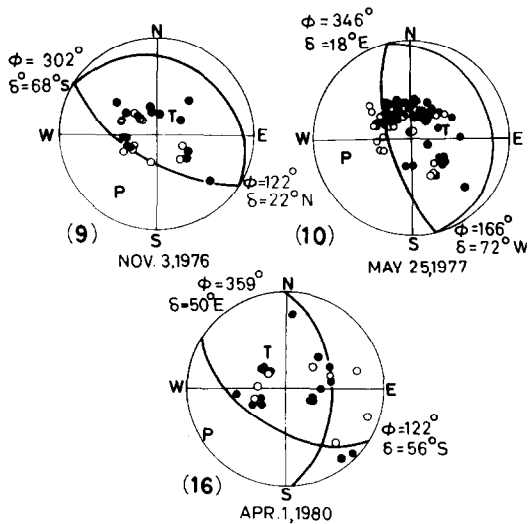 N
φ = 302°
δ = 68° S
T
W
E
P
φ = 122°
δ = 22° N
S
(9)
NOV. 3, 1976
φ = 346°
δ = 18° E
N
W
T
E
P
φ = 166°
δ = 72° W
S
(10)
MAY 25, 1977
φ = 359°
δ = 50° E
N
T
W
E
P
φ = 122°
δ = 56° S
(16)
S
APR. 1, 1980